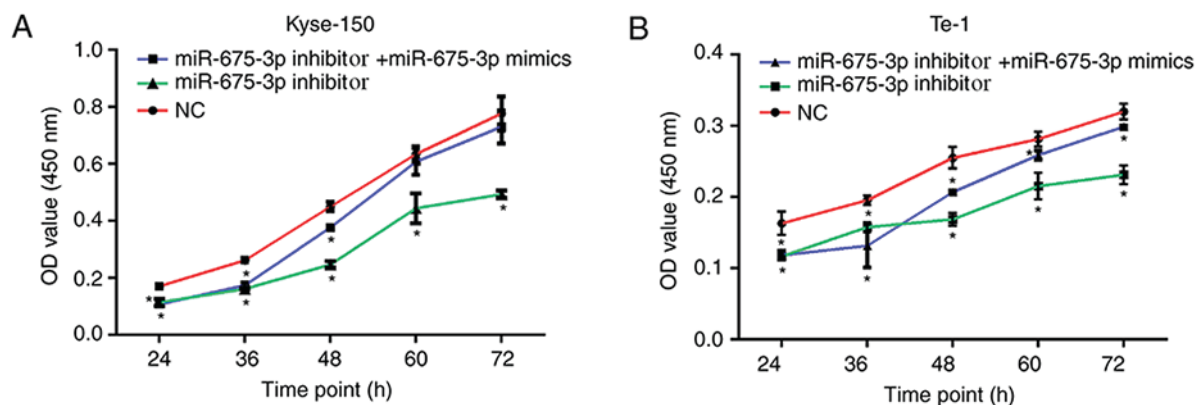 A
Kyse-150
1.0
0.8
0.6
0.4
0.2
0.0
OD value (450 nm)
miR-675-3p inhibitor +miR-675-3p mimics
miR-675-3p inhibitor
NC
*
*
*
*
*
*
*
*
24
36
48
60
72
Time point (h)
B
Te-1
0.4
0.3
0.2
0.1
0.0
OD value (450 nm)
miR-675-3p inhibitor +miR-675-3p mimics
miR-675-3p inhibitor
NC
*
*
*
*
*
*
*
*
*
*
24
36
48
60
72
Time point (h)